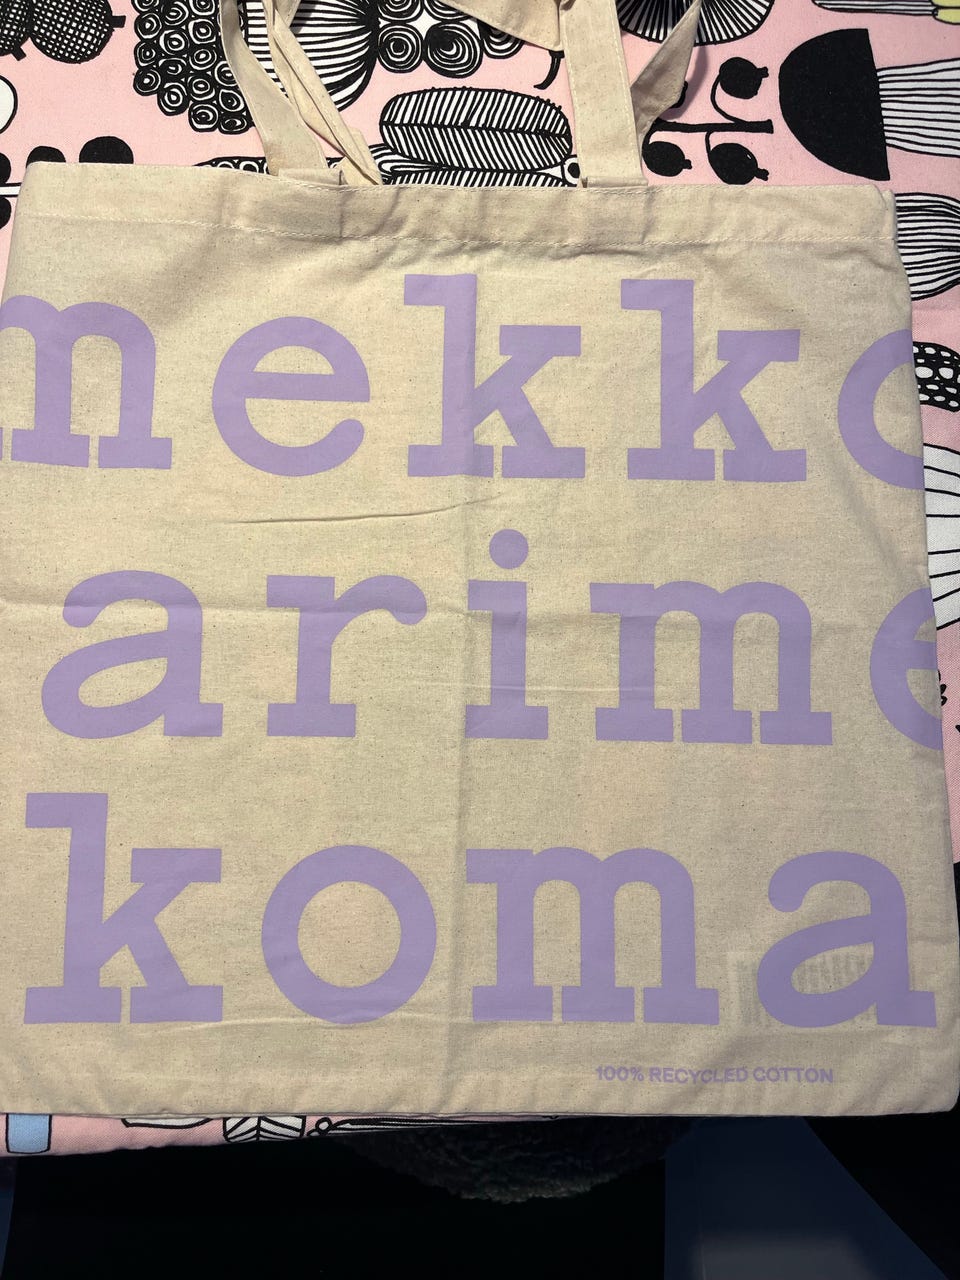 mekko
arime
koma
100% RECYCLED COTTON